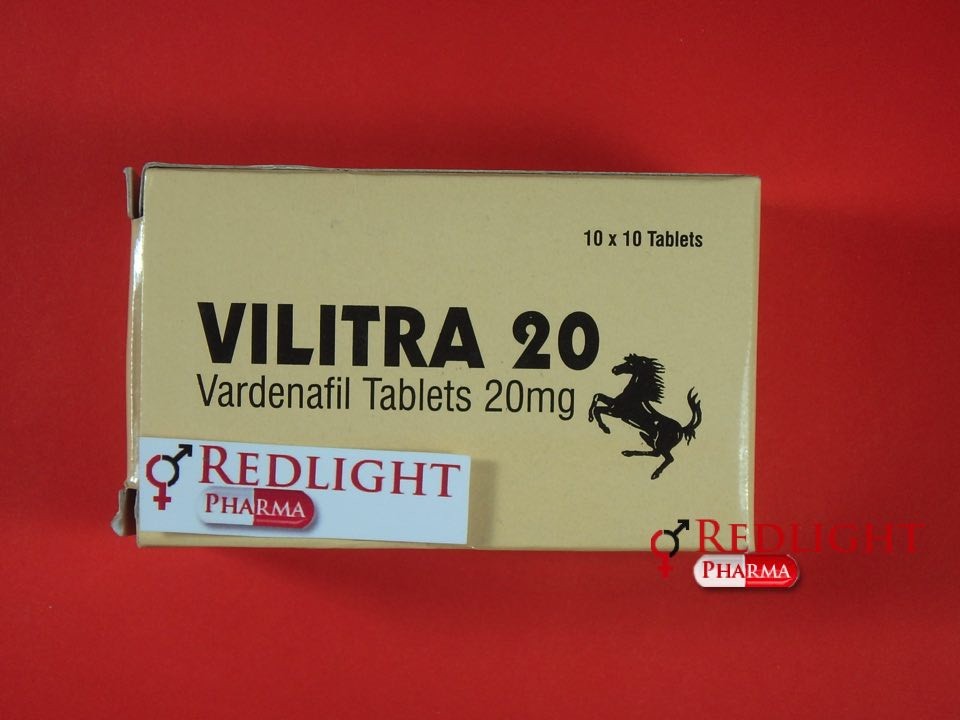 10 x 10 Tablets
VILITRA 20
Vardenafil Tablets 20mg
REDLIGHT
PHARMA
REDLIGHT
PHARMA